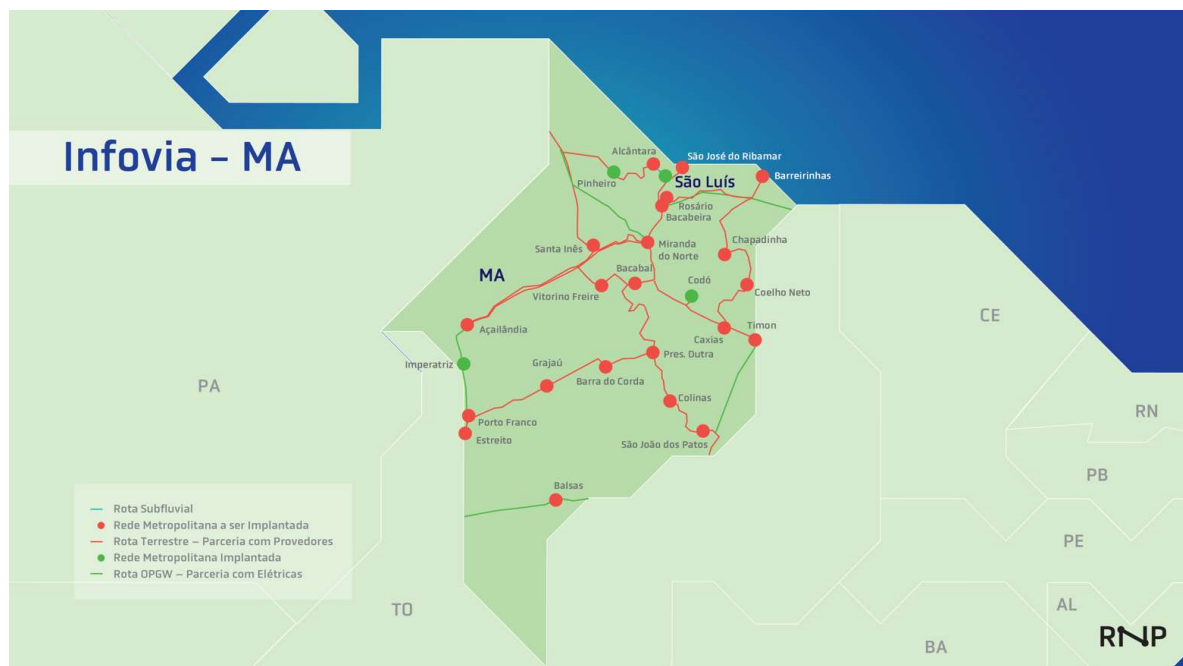 Infovia – MA
Alcântara
São José do Ribamar
Pinheiro
São Luís
Barreirinhas
Rosário
Bacabeira
Santa Inês
Miranda
do Norte
Chapadinha
MA
Bacabal
Codó
Vitorino Freire
Coelho Neto
Açailândia
Caxias
Timon
CE
Imperatriz
Grajaú
Pres. Dutra
Barra do Corda
PA
Colinas
RN
Porto Franco
Estreito
São João dos Patos
PB
Balsas
Rota Subfluvial
Rede Metropolitana a ser Implantada
Rota Terrestre – Parceria com Provedores
Rede Metropolitana Implantada
Rota OPGW – Parceria com Elétricas
PE
TO
AL
BA
RNP